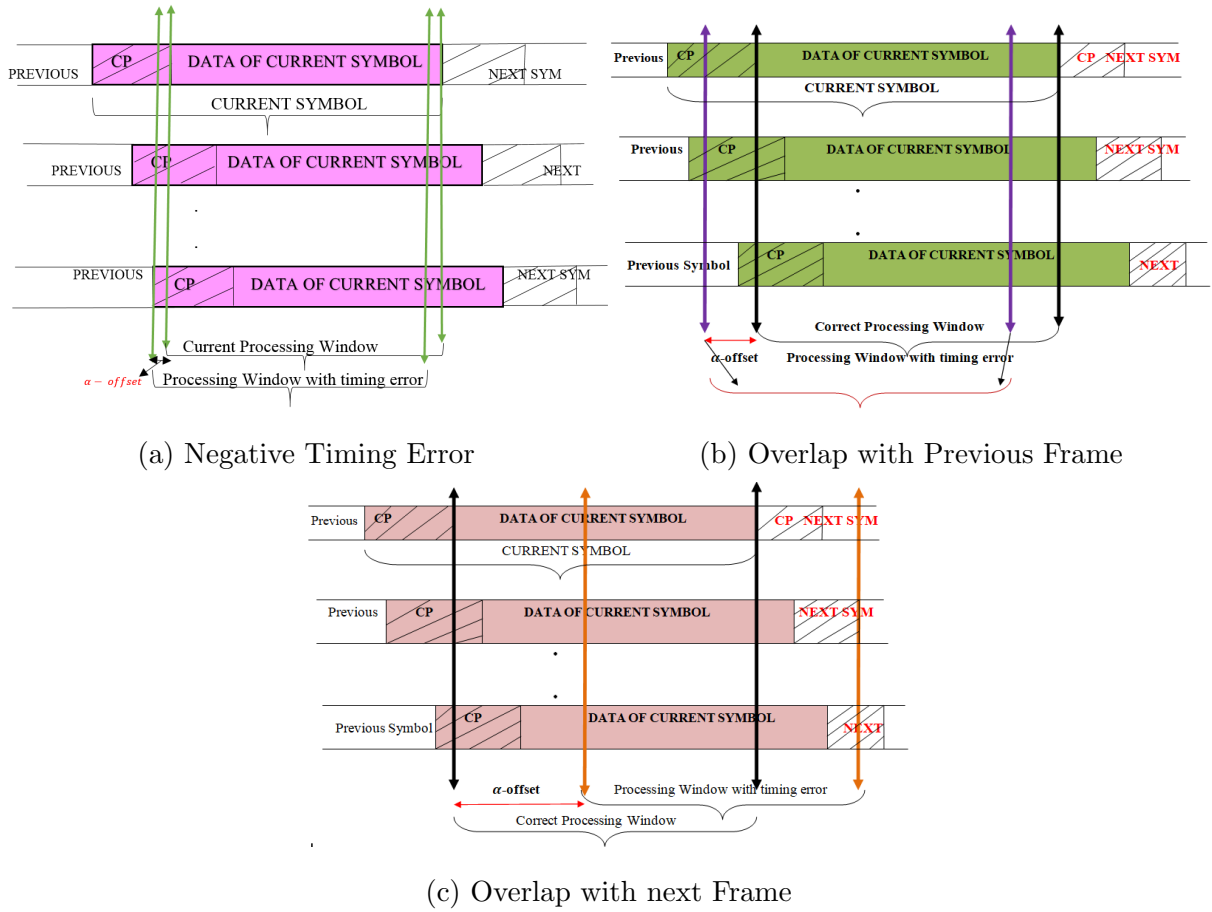 CP DATA OF CURRENT SYMBOL
PREVIOUS NEXT SYM
CURRENT SYMBOL
CP DATA OF CURRENT SYMBOL
PREVIOUS NEXT
.
.
PREVIOUS NEXT SYM
CP DATA OF CURRENT SYMBOL
Current Processing Window
α − offset Processing Window with timing error
(a) Negative Timing Error
Previous CP DATA OF CURRENT SYMBOL CP NEXT SYM
CURRENT SYMBOL
Previous CP DATA OF CURRENT SYMBOL NEXT SYM
.
.
Previous Symbol CP DATA OF CURRENT SYMBOL NEXT
Correct Processing Window
α-offset Processing Window with timing error
(b) Overlap with Previous Frame
Previous CP DATA OF CURRENT SYMBOL CP NEXT SYM
CURRENT SYMBOL
Previous CP DATA OF CURRENT SYMBOL NEXT SYM
.
.
Previous Symbol CP DATA OF CURRENT SYMBOL NEXT
α-offset Processing Window with timing error
Correct Processing Window
(c) Overlap with next Frame